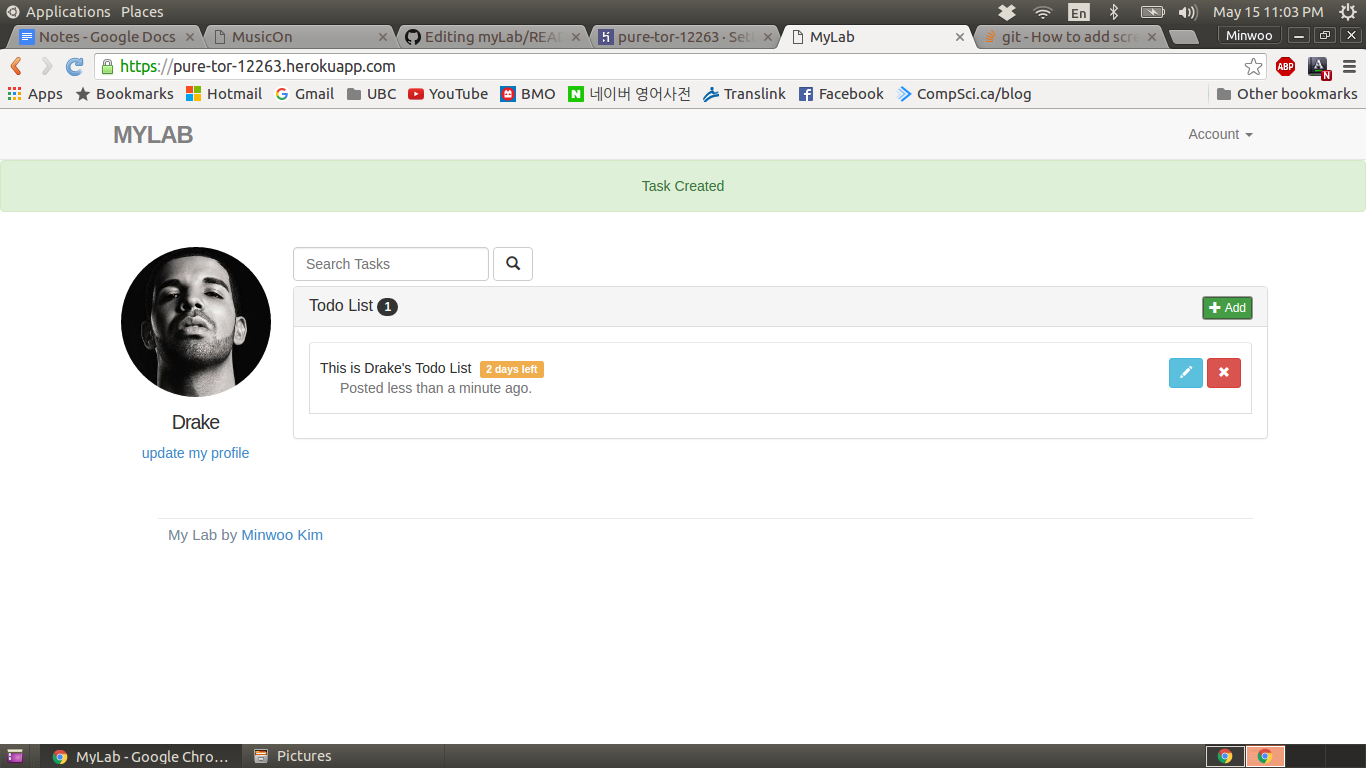 Applications Places En May 15 11:03 PM
Notes - Google Docs MusicOn Editing myLab/REA pure-tor-12263 · Set MyLab git - How to add scre Minwoo
https://pure-tor-12263.herokuapp.com ABP A N
Apps Bookmarks Hotmail Gmail UBC YouTube BMO N 네이버 영어사전 Translink Facebook CompSci.ca/blog Other bookmarks
MYLAB Account
Task Created
Search Tasks
Todo List 1 Add
This is Drake's Todo List 2 days left
Posted less than a minute ago.
Drake
update my profile
My Lab by Minwoo Kim
MyLab - Google Chro... Pictures